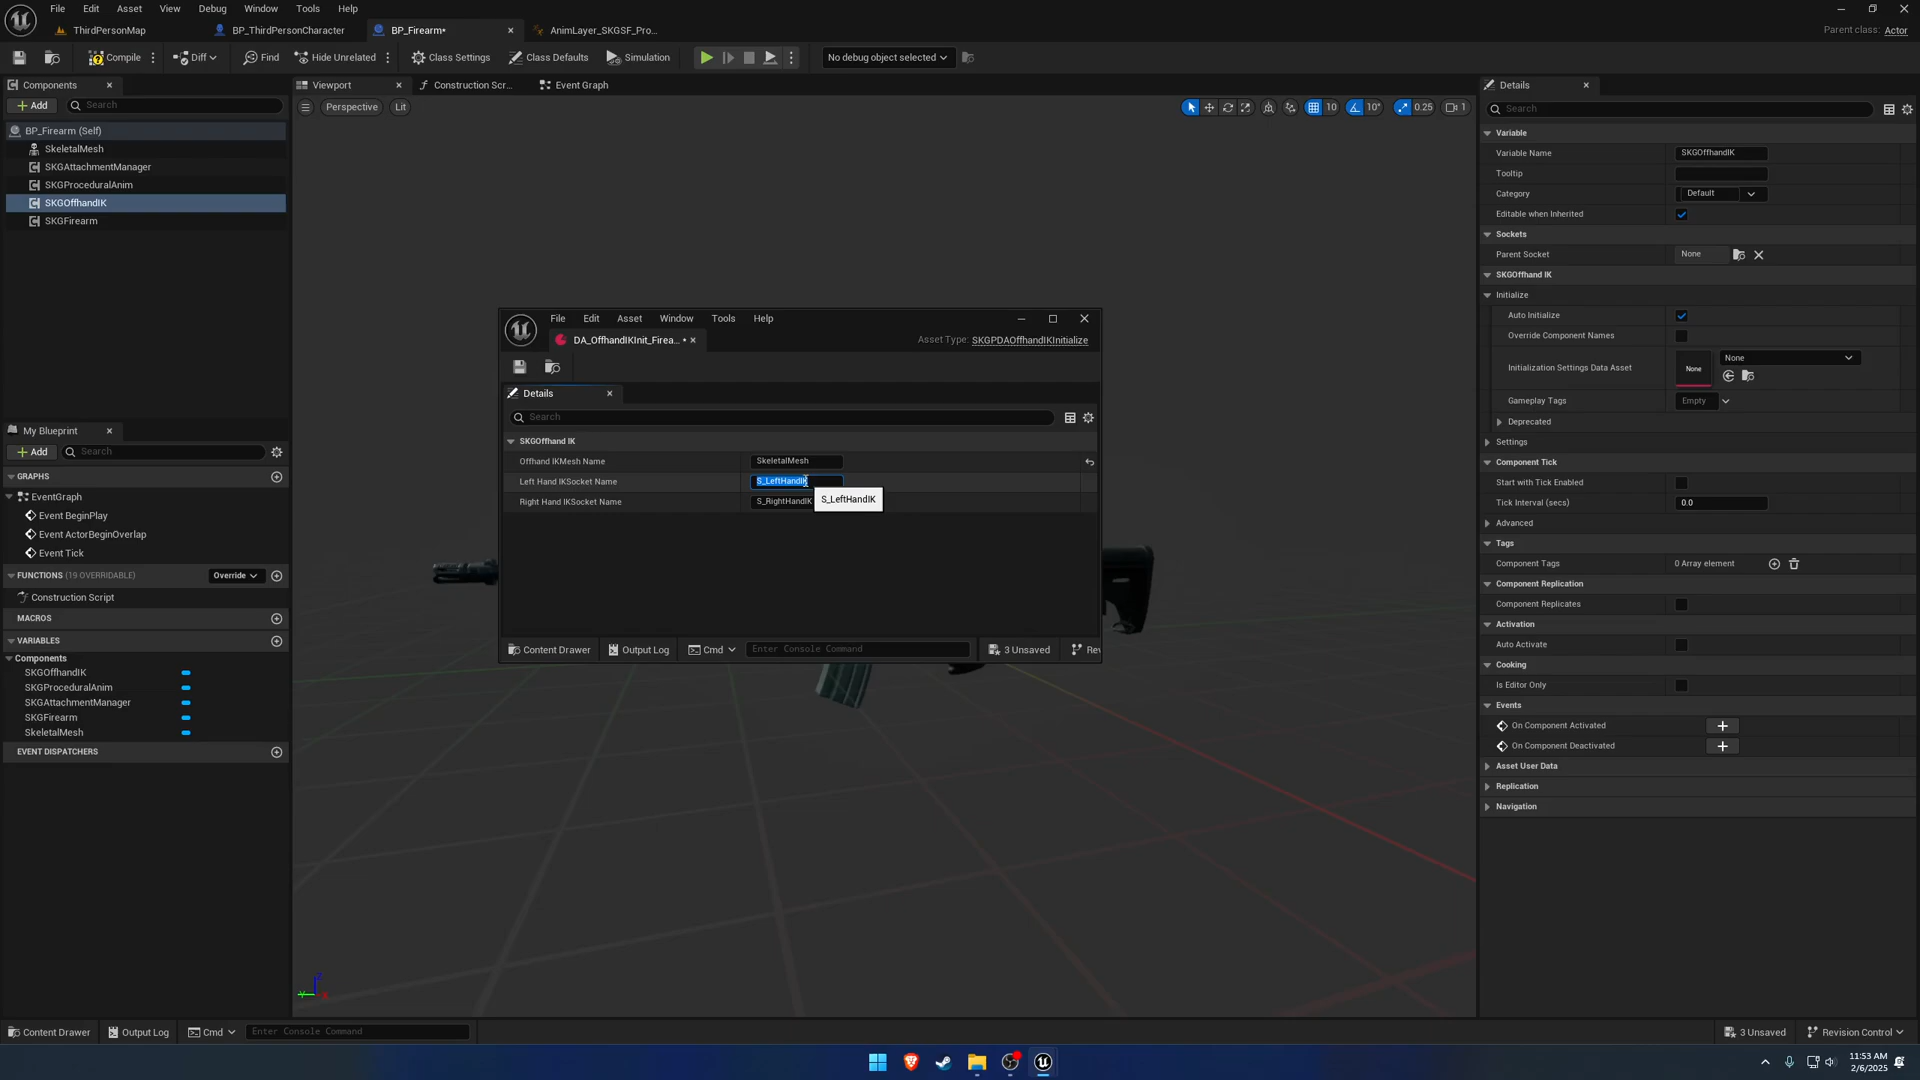 File Edit Asset View Debug Window Tools Help
ThirdPersonMap BP_ThirdPersonCharacter BP_Firearm* AnimLayer_SKGSF_Pro...
Parent class: Actor
Compile Diff Find Hide Unrelated Class Settings Class Defaults Simulation No debug object selected
Components
Add Search
BP_Firearm (Self)
SkeletalMesh
SKGAttachmentManager
SKGProceduralAnim
SKGOffhandIK
SKGFirearm
My Blueprint
Add Search
GRAPHS
EventGraph
Event BeginPlay
Event ActorBeginOverlap
Event Tick
FUNCTIONS (19 OVERRIDABLE) Override
Construction Script
MACROS
VARIABLES
Components
SKGOffhandIK
SKGProceduralAnim
SKGAttachmentManager
SKGFirearm
SkeletalMesh
EVENT DISPATCHERS
Viewport Construction Scr... Event Graph
Perspective Lit
10 10° 0.25 1
File Edit Asset Window Tools Help
DA_OffhandIKInit_Firea... *
Asset Type: SKGPDAOffhandIKInitialize
Details
Search
SKGOffhand IK
Offhand IKMesh Name SkeletalMesh
Left Hand IKSocket Name S_LeftHandIK
S_LeftHandIK
Right Hand IKSocket Name S_RightHandIK
Content Drawer Output Log Cmd Enter Console Command 3 Unsaved Rev
Details
Search
Variable
Variable Name SKGOffhandIK
Tooltip
Category Default
Editable when Inherited
Sockets
Parent Socket None
SKGOffhand IK
Initialize
Auto Initialize
Override Component Names
Initialization Settings Data Asset None None
Gameplay Tags Empty
Deprecated
Settings
Component Tick
Start with Tick Enabled
Tick Interval (secs) 0.0
Advanced
Tags
Component Tags 0 Array element
Component Replication
Component Replicates
Activation
Auto Activate
Cooking
Is Editor Only
Events
On Component Activated
On Component Deactivated
Asset User Data
Replication
Navigation
Content Drawer Output Log Cmd Enter Console Command 3 Unsaved Revision Control
11:53 AM
2/6/2025